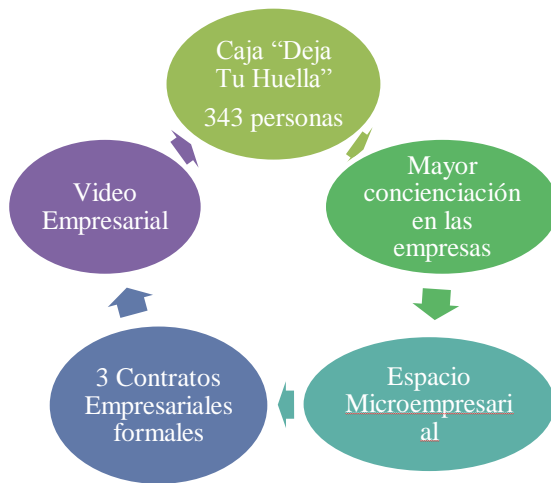 Caja “Deja
Tu Huella”
343 personas
Mayor
concienciación
en las
empresas
Espacio
Microempresari
al
3 Contratos
Empresariales
formales
Video
Empresarial